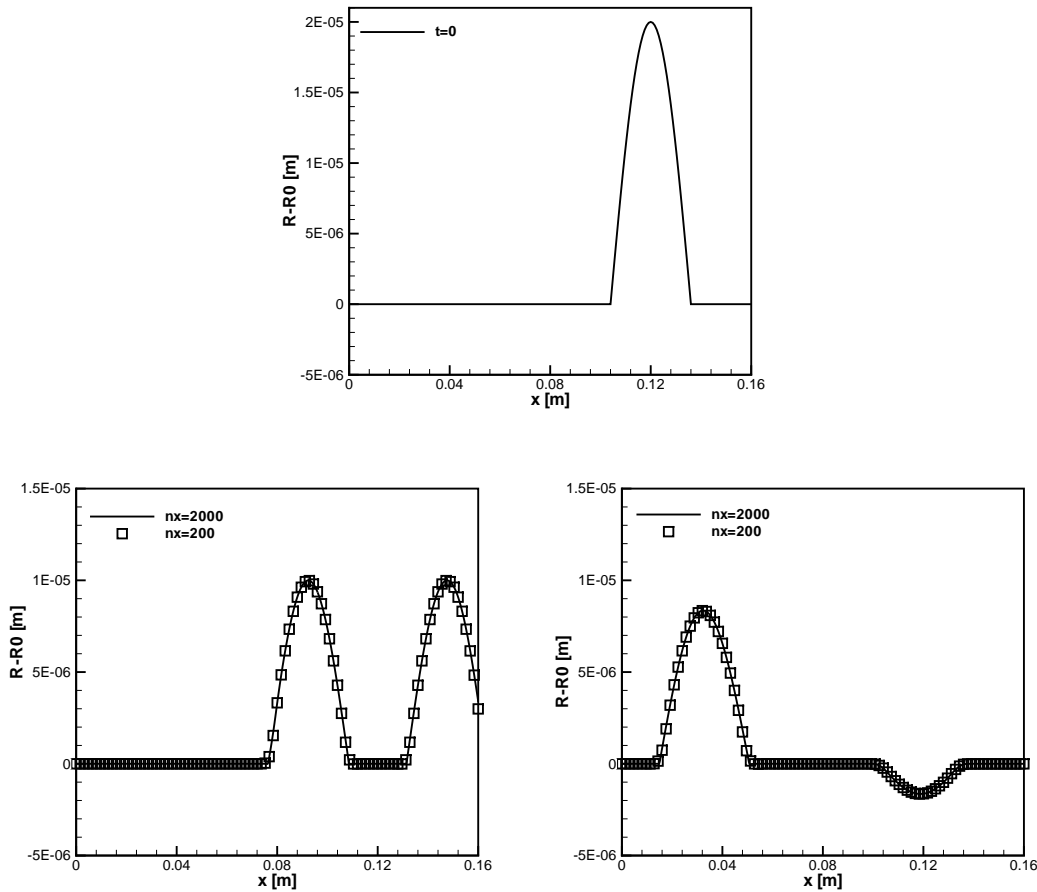 2E-05
1.5E-05
1E-05
5E-06
0
-5E-06
R-R0 [m]
t=0
0
0.04
0.08
0.12
0.16
x [m]
1.5E-05
1E-05
5E-06
0
-5E-06
R-R0 [m]
nx=2000
nx=200
0
0.04
0.08
0.12
0.16
x [m]
1.5E-05
1E-05
5E-06
0
-5E-06
R-R0 [m]
nx=2000
nx=200
0
0.04
0.08
0.12
0.16
x [m]